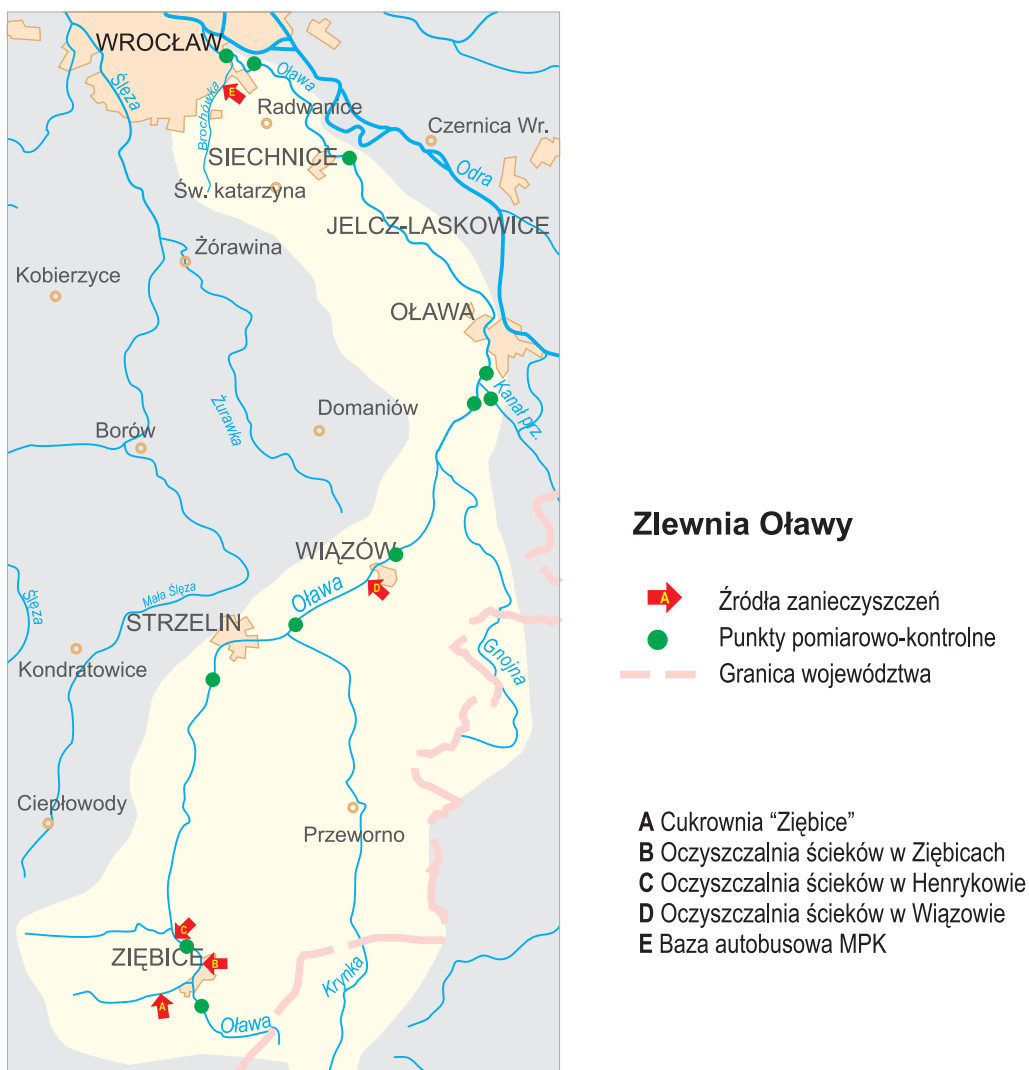 WROCŁAW
Oława
Ślęza
E
Brochówka
Radwanice
Czernica Wr.
SIECHNICE
Odra
Św. katarzyna
JELCZ-LASKOWICE
Żórawina
Kobierzyce
OŁAWA
Kanał prz.
Żurawka
Domaniów
Borów
WIĄZÓW
D
Oława
Mała Ślęza
Ślęza
STRZELIN
Gnojna
Kondratowice
Ciepłowody
Przeworno
C
ZIĘBICE
B
A
Krynka
Oława
Zlewnia Oławy
A Źródła zanieczyszczeń
Punkty pomiarowo-kontrolne
Granica województwa
A Cukrownia “Ziębice”
B Oczyszczalnia ścieków w Ziębicach
C Oczyszczalnia ścieków w Henrykowie
D Oczyszczalnia ścieków w Wiązowie
E Baza autobusowa MPK